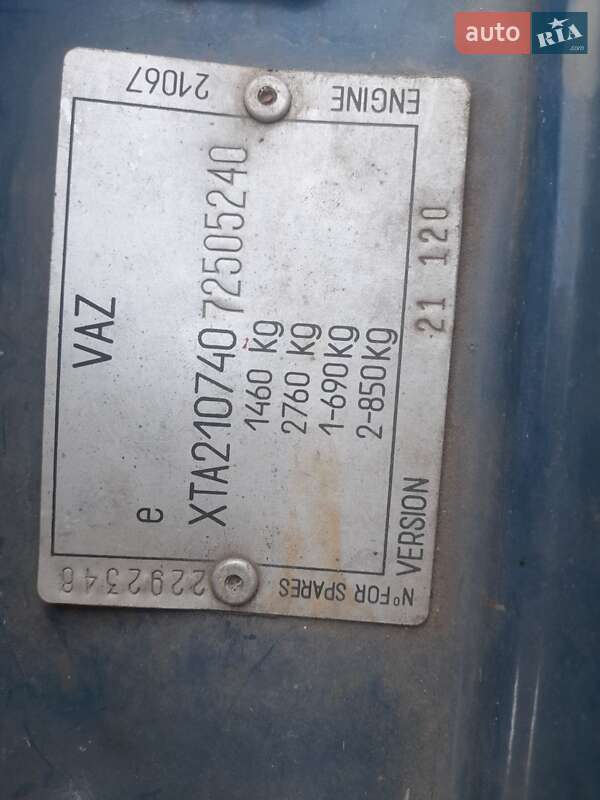 auto RIA.com
VAZ
e
XTA210740 72505240
1460 kg
2760 kg
1-690kg
2-850kg
VERSION 21 120
ENGINE 21067
N° FOR SPARES 2292348